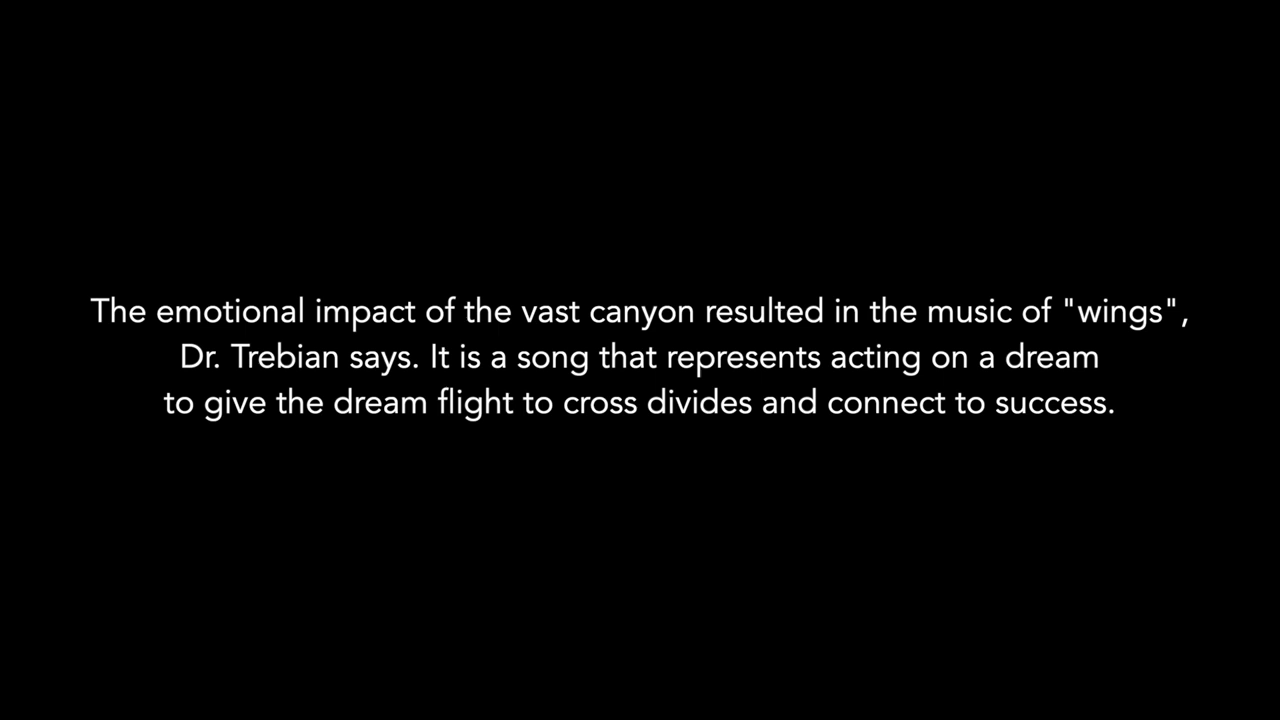 The emotional impact of the vast canyon resulted in the music of "wings",
Dr. Trebian says. It is a song that represents acting on a dream
to give the dream flight to cross divides and connect to success.